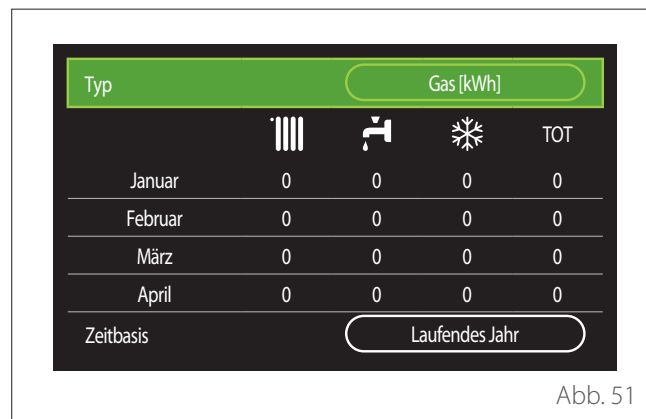 Typ Gas [kWh]
TOT
Januar 0 0 0 0
Februar 0 0 0 0
März 0 0 0 0
April 0 0 0 0
Zeitbasis Laufendes Jahr
Abb. 51